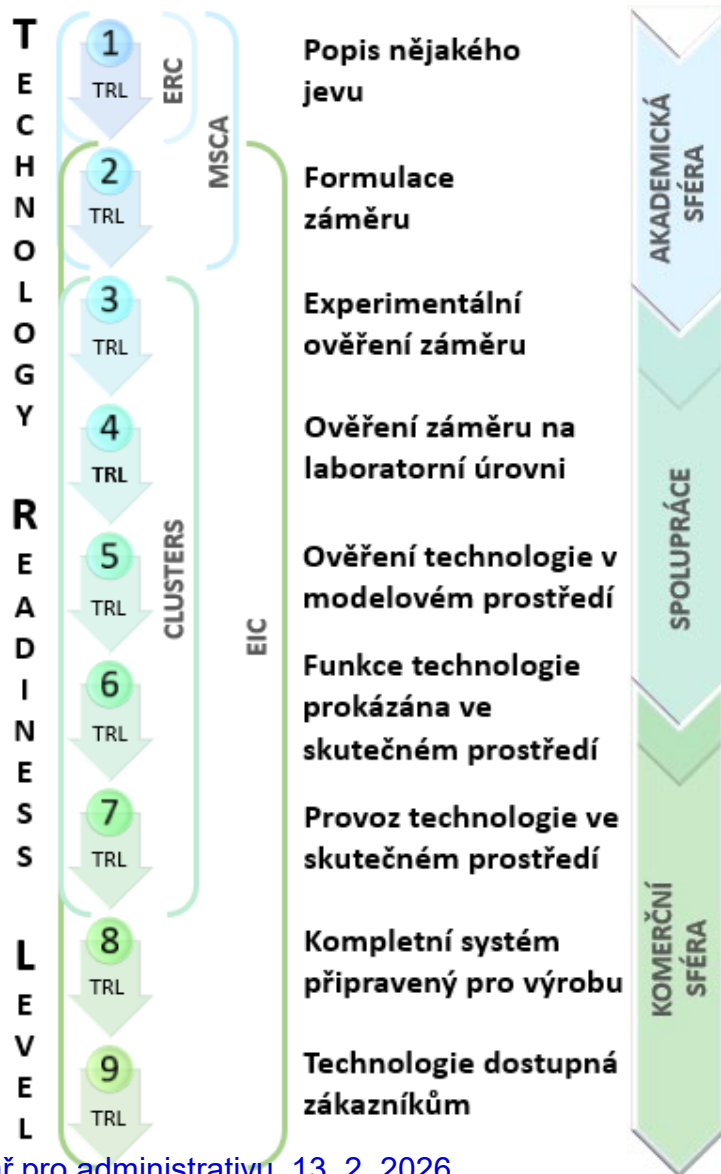 TECHNOLOGY
READINESS
LEVEL
1
TRL
ERC
MSCA
Popis nějakého
jevu
2
TRL
Formulace
záměru
3
TRL
Experimentální
ověření záměru
4
TRL
Ověření záměru na
laboratorní úrovni
5
TRL
CLUSTERS
EIC
Ověření technologie v
modelovém prostředí
6
TRL
Funkce technologie
prokázána ve
skutečném prostředí
7
TRL
Provoz technologie ve
skutečném prostředí
8
TRL
Kompletní systém
připravený pro výrobu
9
TRL
Technologie dostupná
zákazníkům
AKADEMICKÁ
SFÉRA
SPOLUPRÁCE
KOMERČNÍ
SFÉRA
pro administrativu, 13. 2. 2026